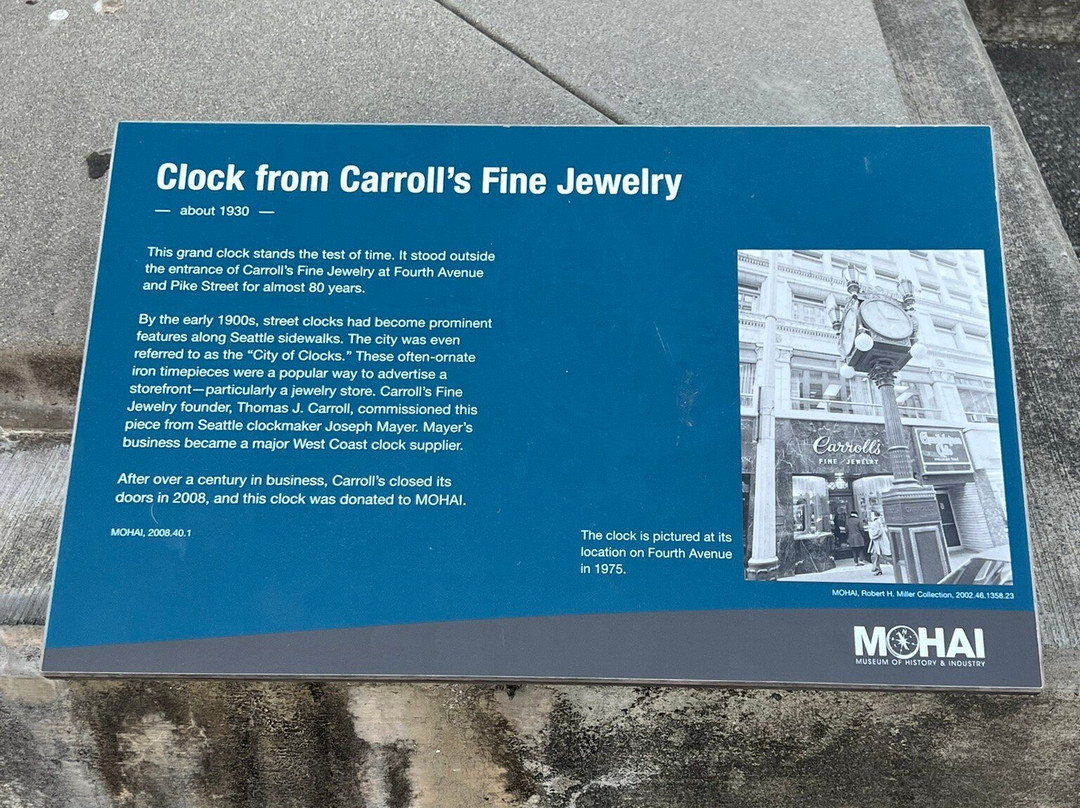 Clock from Carroll's Fine Jewelry
— about 1930 —
This grand clock stands the test of time. It stood outside
the entrance of Carroll's Fine Jewelry at Fourth Avenue
and Pike Street for almost 80 years.
By the early 1900s, street clocks had become prominent
features along Seattle sidewalks. The city was even
referred to as the "City of Clocks." These often-ornate
iron timepieces were a popular way to advertise a
storefront—particularly a jewelry store. Carroll's Fine
Jewelry founder, Thomas J. Carroll, commissioned this
piece from Seattle clockmaker Joseph Mayer. Mayer's
business became a major West Coast clock supplier.
After over a century in business, Carroll's closed its
doors in 2008, and this clock was donated to MOHAI.
MOHAI, 2008.40.1
Carroll's
FINE JEWELRY
The clock is pictured at its
location on Fourth Avenue
in 1975.
MOHAI, Robert H. Miller Collection, 2002.46.1358.23
MOHAI
MUSEUM OF HISTORY & INDUSTRY